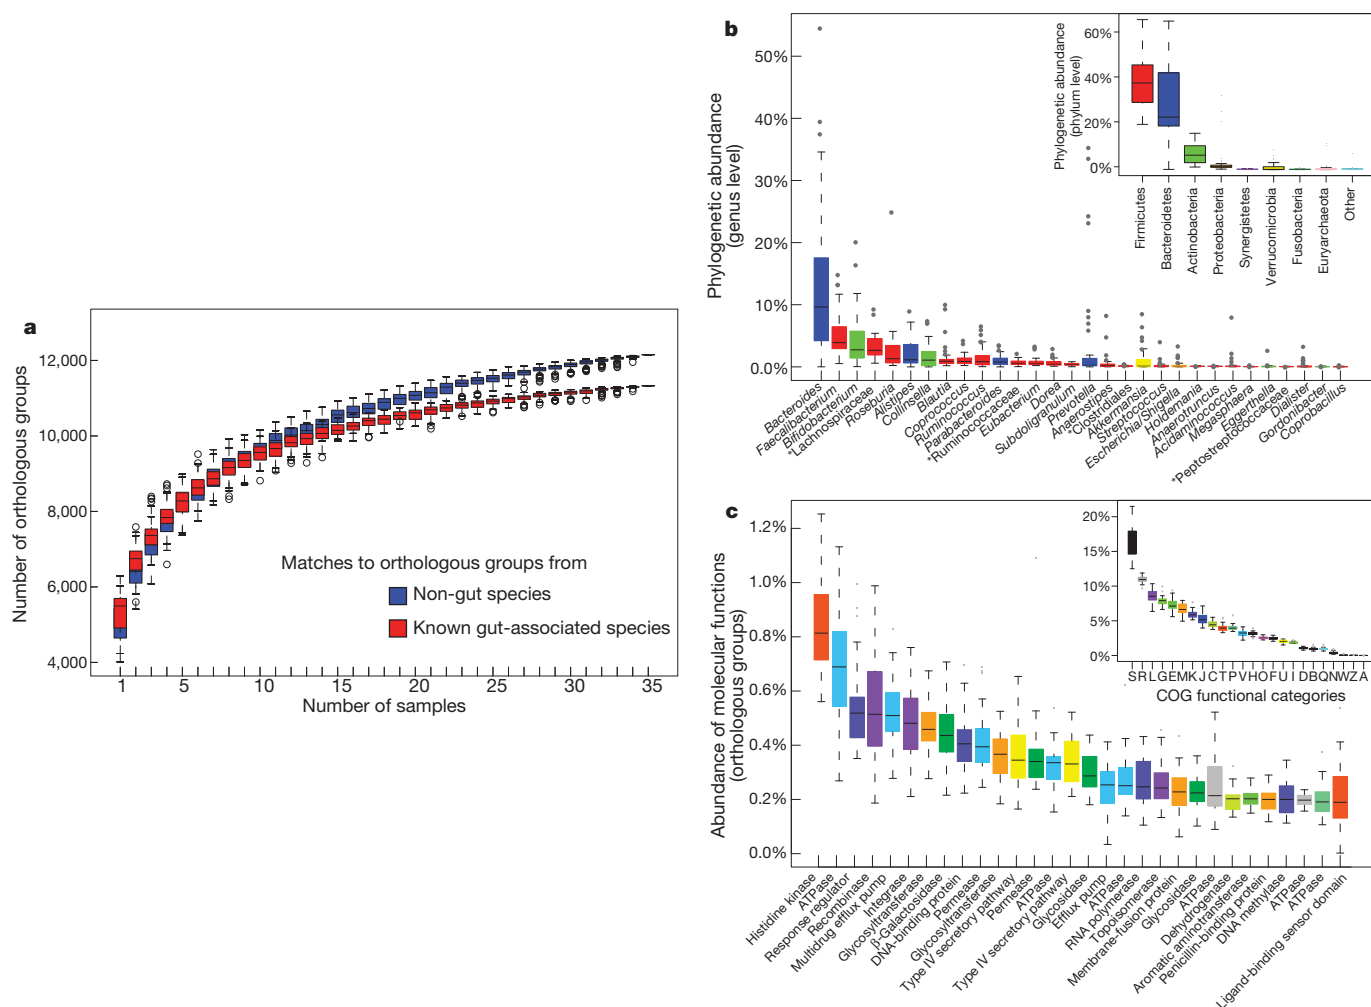 a
Number of orthologous groups
12,000
10,000
8,000
6,000
4,000
1
5
10
15
20
25
30
35
Number of samples
Matches to orthologous groups from
Non-gut species
Known gut-associated species
b
Phylogenetic abundance
(genus level)
50%
40%
30%
20%
10%
0.0%
Bacteroides
Faecalibacterium
Bifidobacterium
*Lachnospiraceae
Roseburia
Alistipes
Collinsella
Blautia
Coprococcus
Ruminococcus
Parabacteroides
*Ruminococcaceae
Eubacterium
Dorea
Subdoligranulum
Prevotella
Anaerostipes
*Clostridiales
Akkermansia
Streptococcus
Escherichia/Shigella
Holdemania
Anaerotruncus
Acidaminococcus
Megasphaera
Eggerthella
*Peptostreptococcaceae
Dialister
Gordonibacter
Coprobacillus
Phylogenetic abundance
(phylum level)
60%
40%
20%
0%
Firmicutes
Bacteroidetes
Actinobacteria
Proteobacteria
Synergistetes
Verrucomicrobia
Fusobacteria
Euryarchaeota
Other
c
Abundance of molecular functions
(orthologous groups)
1.2%
1.0%
0.8%
0.6%
0.4%
0.2%
0.0%
Histidine kinase
ATPase
Response regulator
Recombinase
Multidrug efflux pump
Integrase
Glycosyltransferase
β-Galactosidase
DNA-binding protein
Permease
Glycosyltransferase
Type IV secretory pathway
Permease
ATPase
Type IV secretory pathway
Glycosidase
Efflux pump
ATPase
RNA polymerase
Topoisomerase
Membrane-fusion protein
Glycosidase
ATPase
Dehydrogenase
Aromatic aminotransferase
Penicillin-binding protein
DNA methylase
ATPase
ATPase
Ligand-binding sensor domain
20%
15%
10%
5%
0%
SRLGEMKJCTPVHOFUIDBQNWZA
COG functional categories